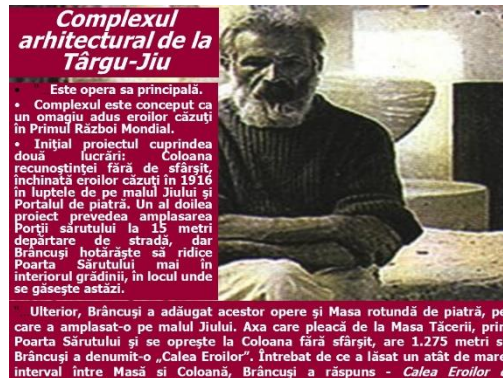 Complexul
arhitectural de la
Târgu-Jiu
• Este opera sa principală.
• Complexul este conceput ca
un omagiu adus eroilor căzuţi
în Primul Război Mondial.
• Iniţial proiectul cuprindea
două lucrări: Coloana
recunoştinţei fără de sfârşit,
închinată eroilor căzuţi în 1916
în luptele de pe malul Jiului şi
Portalul de piatră. Un al doilea
proiect prevedea amplasarea
Porţii sărutului la 15 metri
depărtare de stradă, dar
Brâncuşi hotărăşte să ridice
Poarta Sărutului mai în
interiorul grădinii, în locul unde
se găseşte astăzi.
Ulterior, Brâncuşi a adăugat acestor opere şi Masa rotundă de piatră, pe
care a amplasat-o pe malul Jiului. Axa care pleacă de la Masa Tăcerii, prin
Poarta Sărutului şi se opreşte la Coloana fără sfârşit, are 1.275 metri
Brâncuşi a denumit-o „Calea Eroilor”. Întrebat de ce a lăsat un atât de mare
interval între Masă si Coloană, Brâncuşi a răspuns - Calea Eroilor